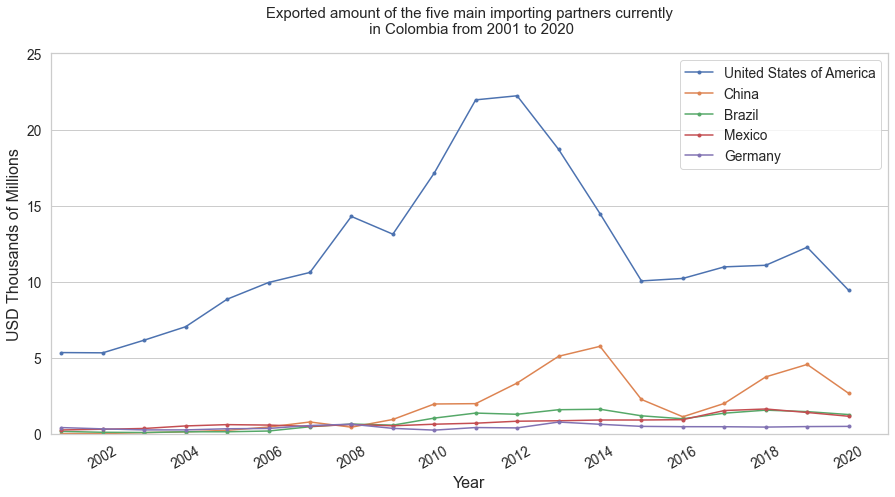 Exported amount of the five main importing partners currently
in Colombia from 2001 to 2020
25
20
15
10
5
0
USD Thousands of Millions
United States of America
China
Brazil
Mexico
Germany
2002
2004
2006
2008
2010
2012
2014
2016
2018
2020
Year